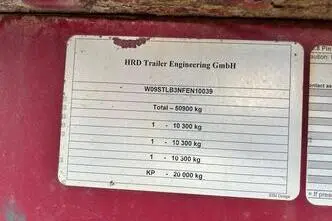 HRD Trailer Engineering GmbH
W09STLB3NFEN10039
Total – 50900 kg
1 - 10 300 kg
1 - 10 300 kg
1 - 10 300 kg
KP - 20 000 kg